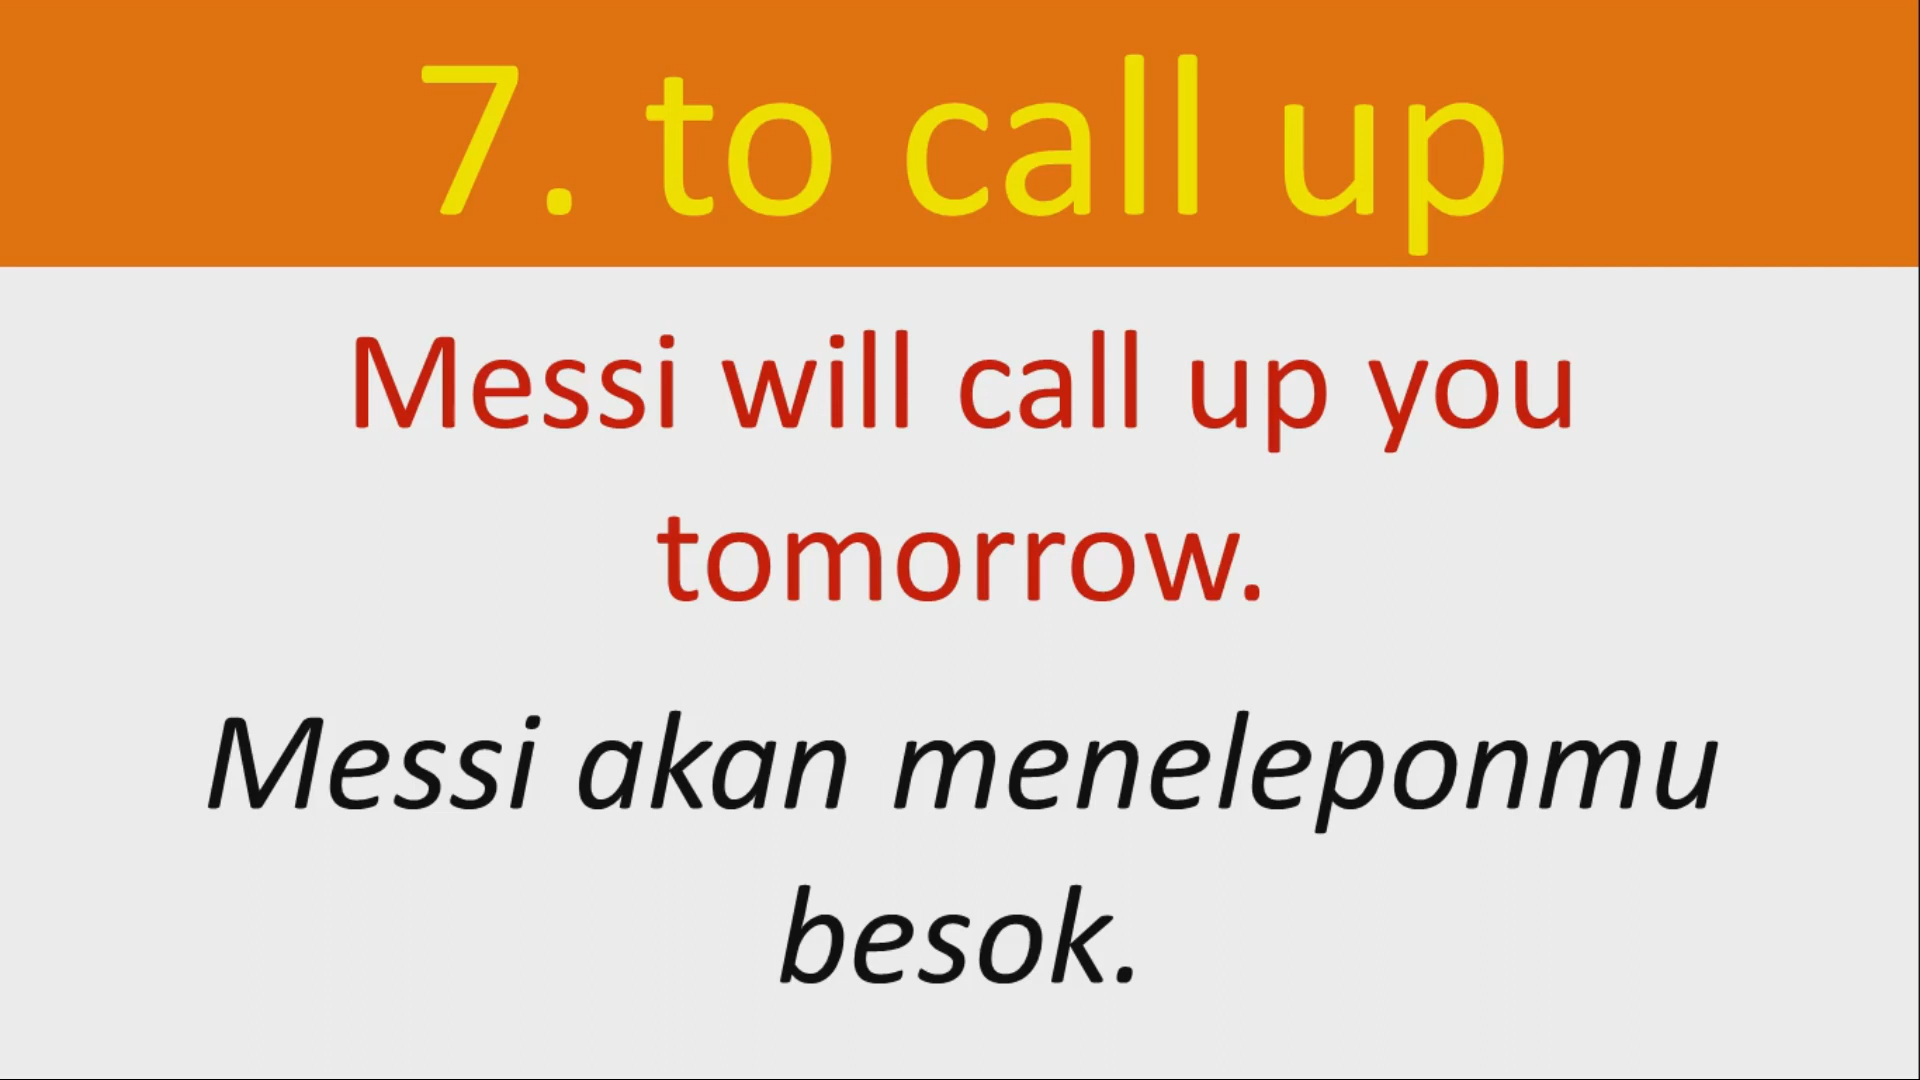 7. to call up
Messi will call up you
tomorrow.
Messi akan meneleponmu
besok.